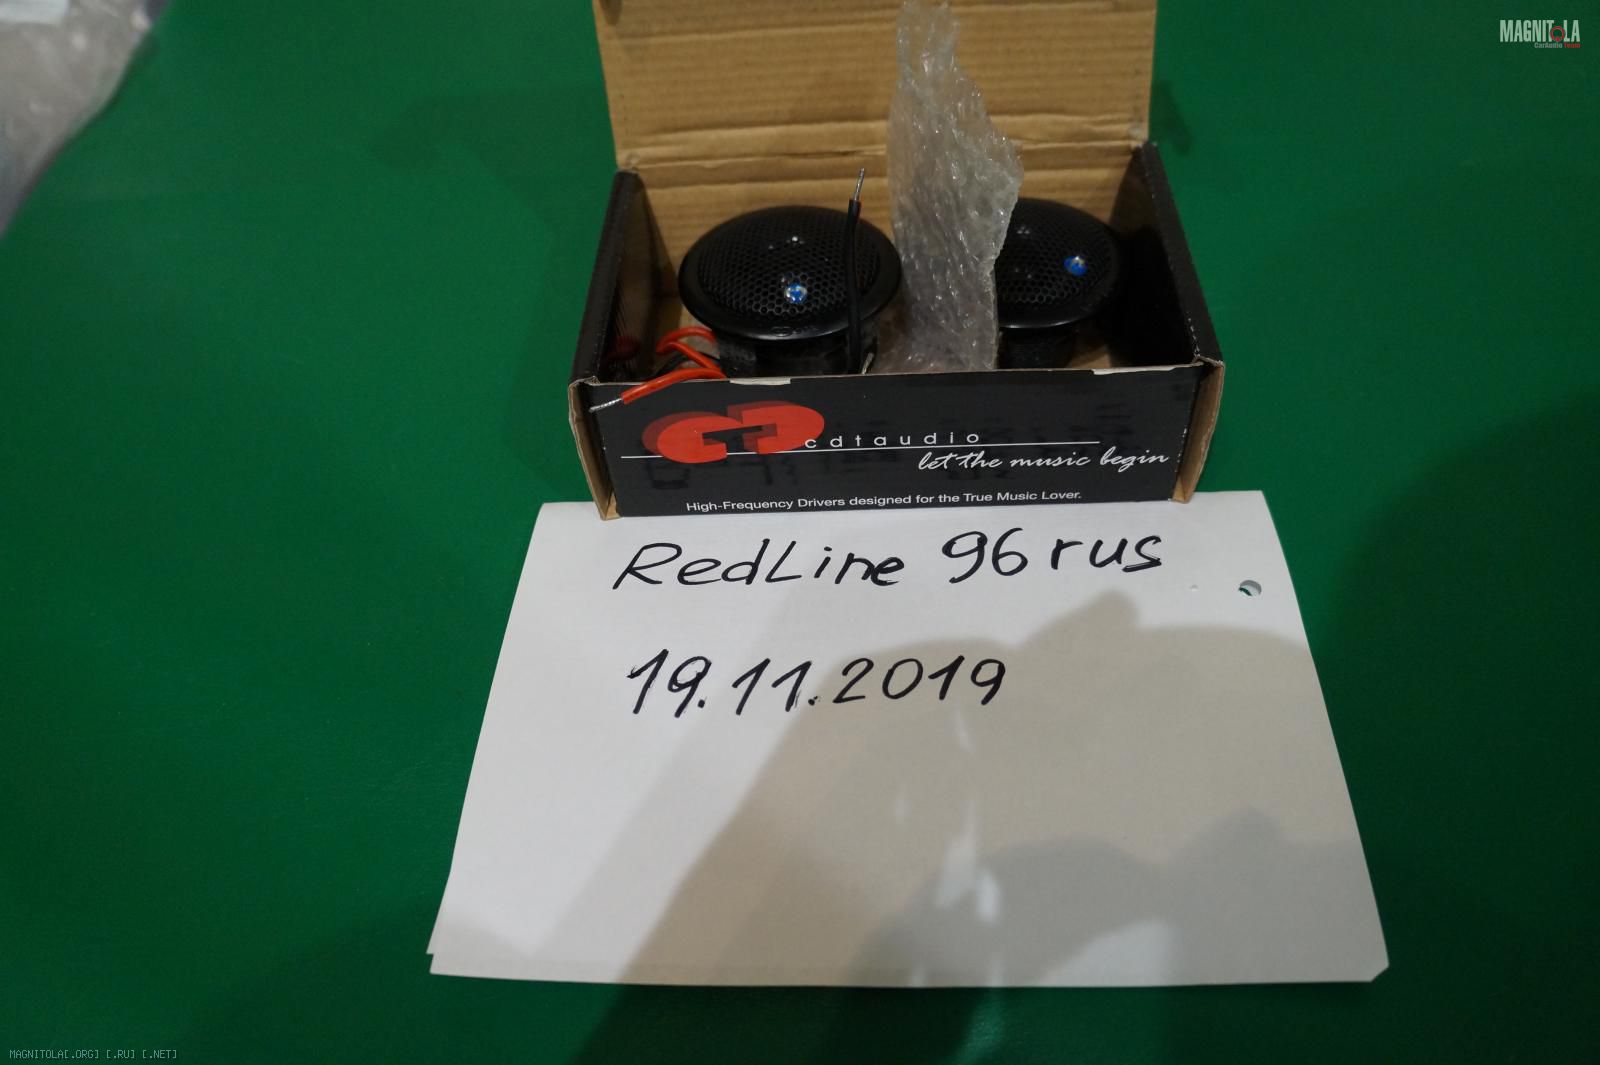 MAGNITOLA
CarAudio Team
cdtaudio
let the music begin
High-Frequency Drivers designed for the True Music Lover.
RedLine 96rus
19.11.2019
MAGNITOLA[.ORG] [.RU] [.NET]